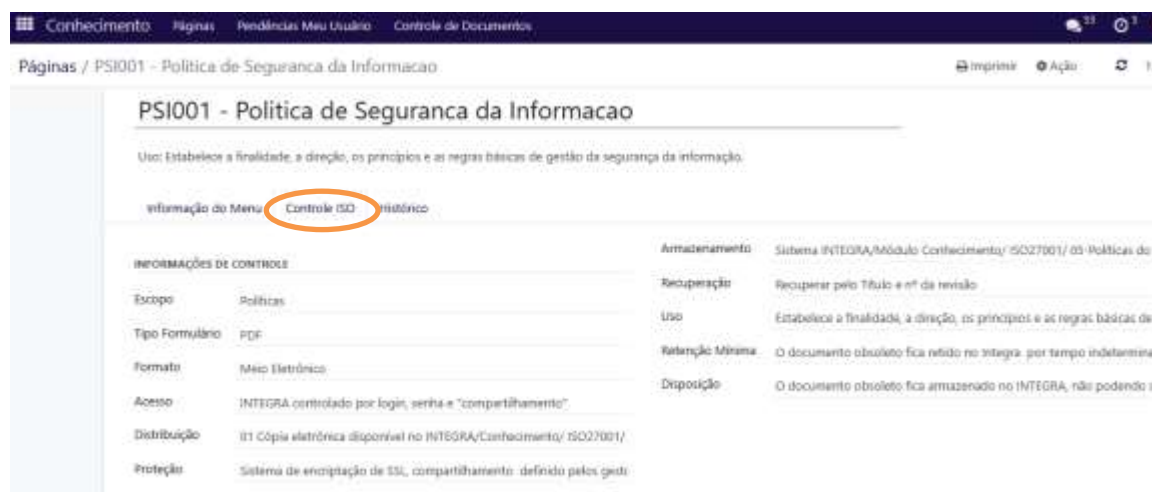 Conhecimento Páginas Pendências Meu Usuário Controle de Documentos 33 1
Páginas / PSI001 - Politica de Seguranca da Informacao Imprimir Ação 1
PSI001 - Politica de Seguranca da Informacao
Uso: Estabelece a finalidade, a direção, os princípios e as regras básicas de gestão da segurança da informação.
Informação do Menu Controle ISO Histórico
INFORMAÇÕES DE CONTROLE
Escopo Políticas
Tipo Formulário PDF
Formato Meio Eletrônico
Acesso INTEGRA controlado por login, senha e "compartilhamento"
Distribuição 01 Cópia eletrônica disponível no INTEGRA/Conhecimento/ ISO27001/
Proteção Sistema de encriptação de SSL, compartilhamento definido pelos gest
Armazenamento Sistema INTEGRA/Módulo Conhecimento/ ISO27001/ 05-Políticas do
Recuperação Recuperar pelo Título e nº da revisão
Uso Estabelece a finalidade, a direção, os princípios e as regras básicas de
Retenção Mínima O documento obsoleto fica retido no Integra por tempo indetermina
Disposição O documento obsoleto fica armazenado no INTEGRA, não podendo